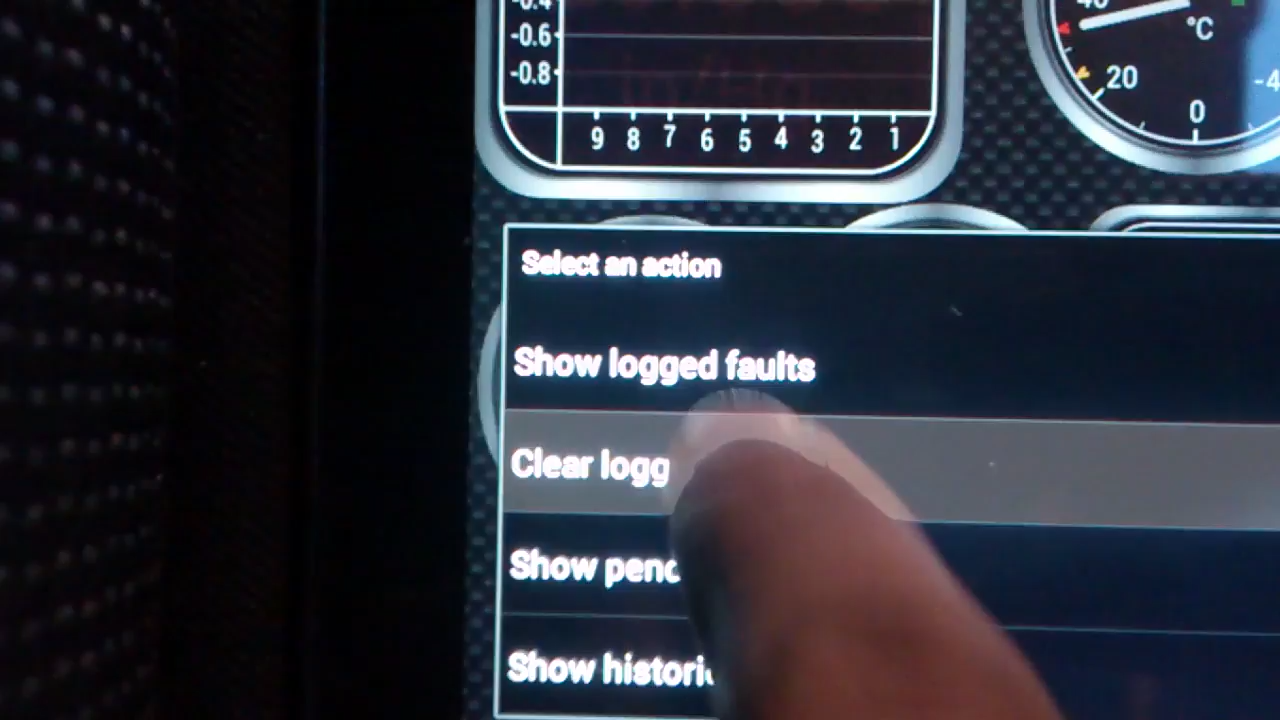 -0.4
-0.6
-0.8
9 8 7 6 5 4 3 2 1
40
°C
20
0
-4
Select an action
Show logged faults
Clear logg
Show pend
Show histori